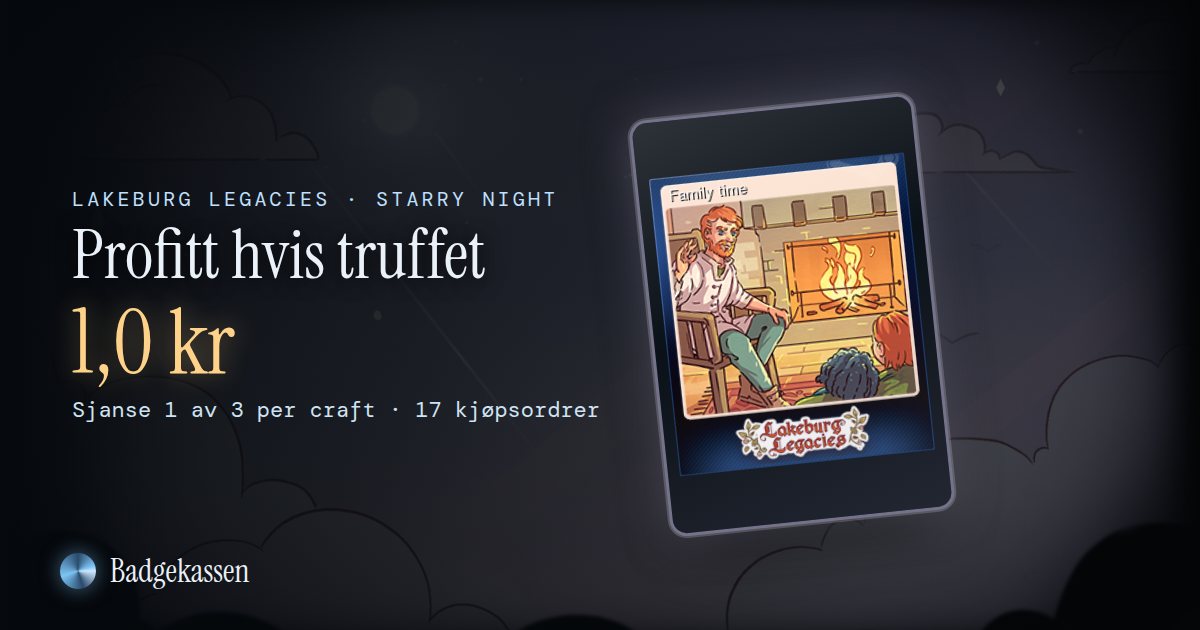 LAKEBURG LEGACIES · STARRY NIGHT
Profitt hvis truffet
1,0 kr
Sjanse 1 av 3 per craft · 17 kjøpsordrer
Family time
Lakeburg
Legacies
Badgekassen